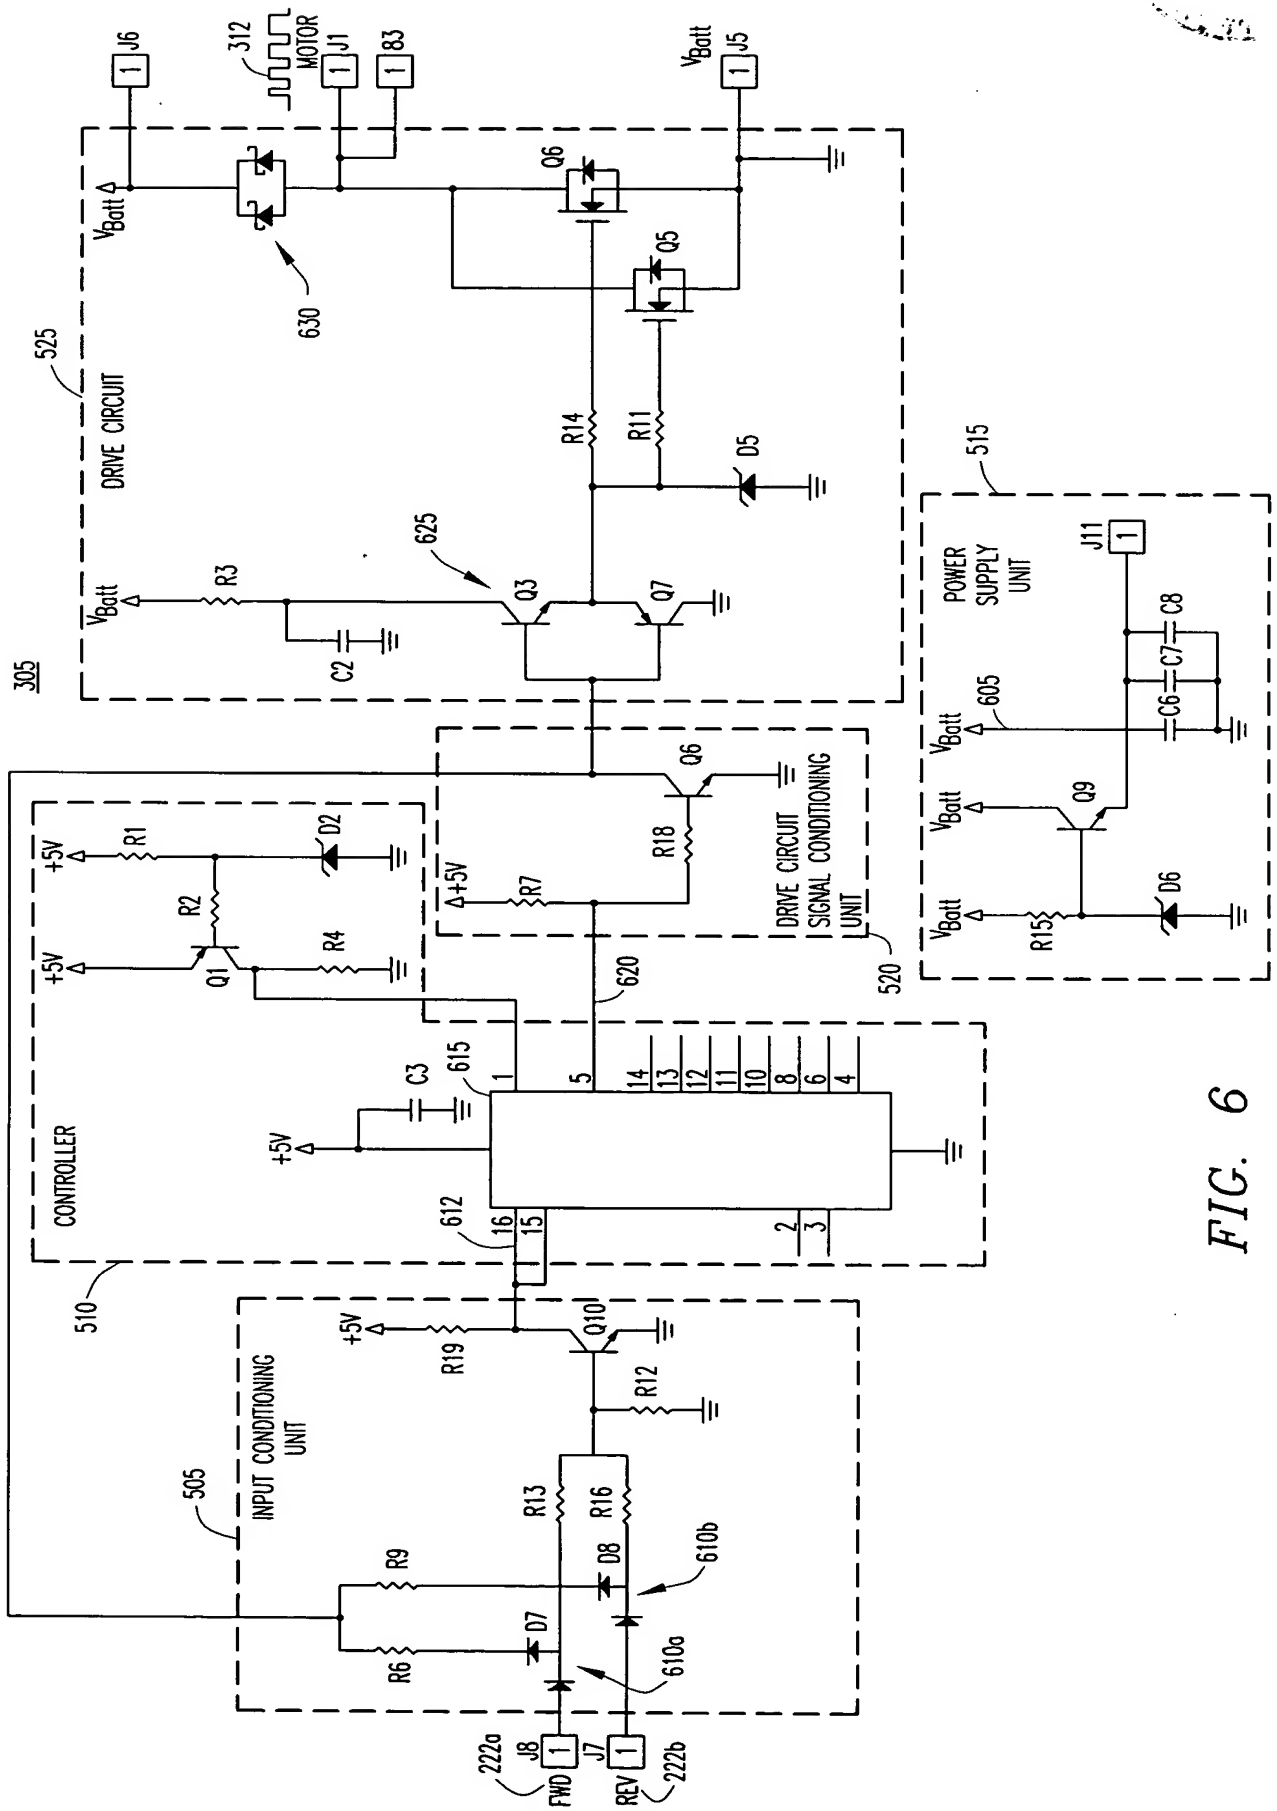 305
525
DRIVE CIRCUIT
VBatt
R3
C2
625
Q3
Q7
R14
R11
D5
630
VBatt
J6
1
312
MOTOR
J1
1
83
1
Q6
Q5
VBatt
J5
1
510
CONTROLLER
+5V
C3
615
612
16
15
2
3
1
5
14
13
12
11
10
8
6
4
+5V
Q1
R2
R4
+5V
R1
D2
620
+5V
R7
R18
Q6
DRIVE CIRCUIT
SIGNAL CONDITIONING
UNIT
520
505
INPUT CONDITIONING
UNIT
R6
R9
D7
D8
610a
610b
R13
R16
R12
+5V
R19
Q10
222a
J8
FWD
1
J7
REV
1
222b
515
POWER
SUPPLY
UNIT
VBatt
R15
D6
VBatt
Q9
VBatt
605
C6
C7
C8
J11
1
FIG. 6